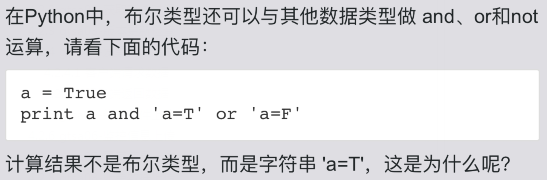 在Python中，布尔类型还可以与其他数据类型做 and、or和not
运算，请看下面的代码：
a = True
print a and 'a=T' or 'a=F'
计算结果不是布尔类型，而是字符串 'a=T'，这是为什么呢？